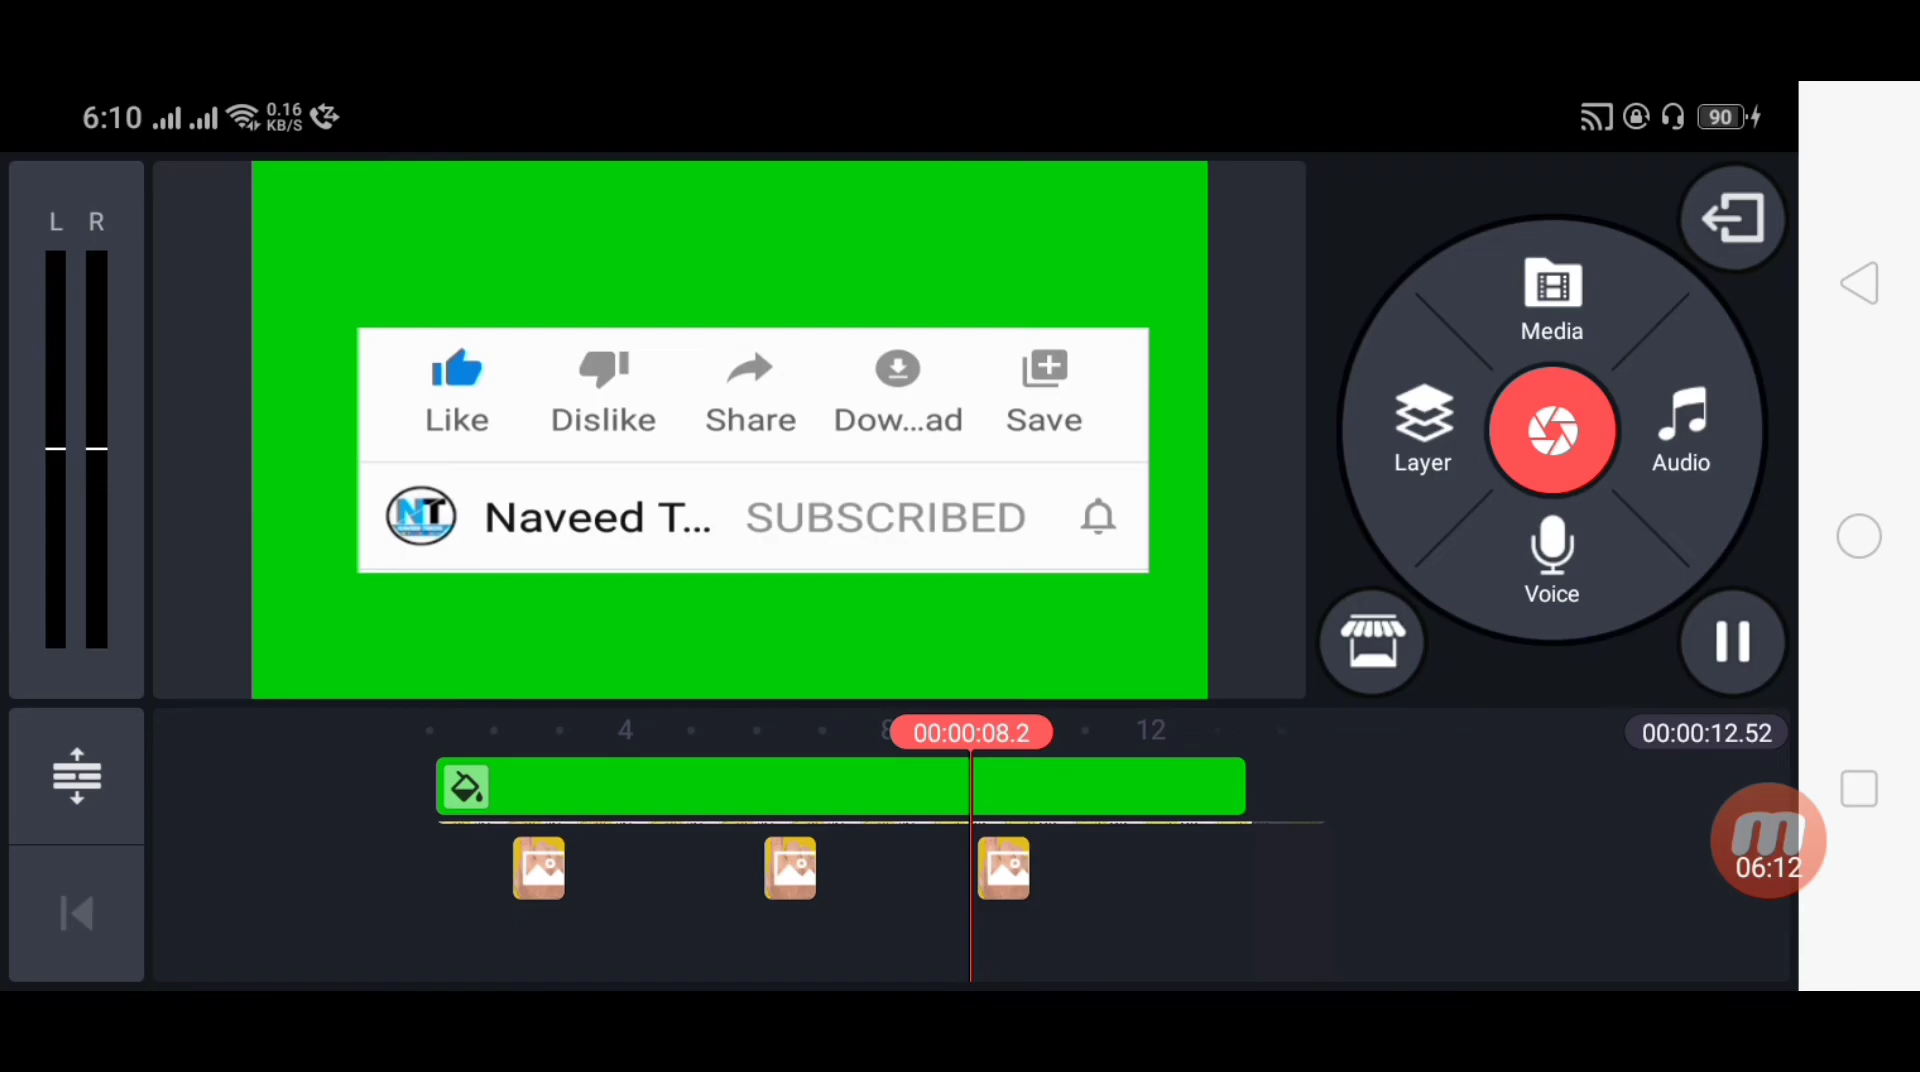 6:10 0.16 KB/S 90
L R
Like Dislike Share Dow...ad Save
NT Naveed T... SUBSCRIBED
Media
Layer
Audio
Voice
4 8 00:00:08.2 12 00:00:12.52
06:12